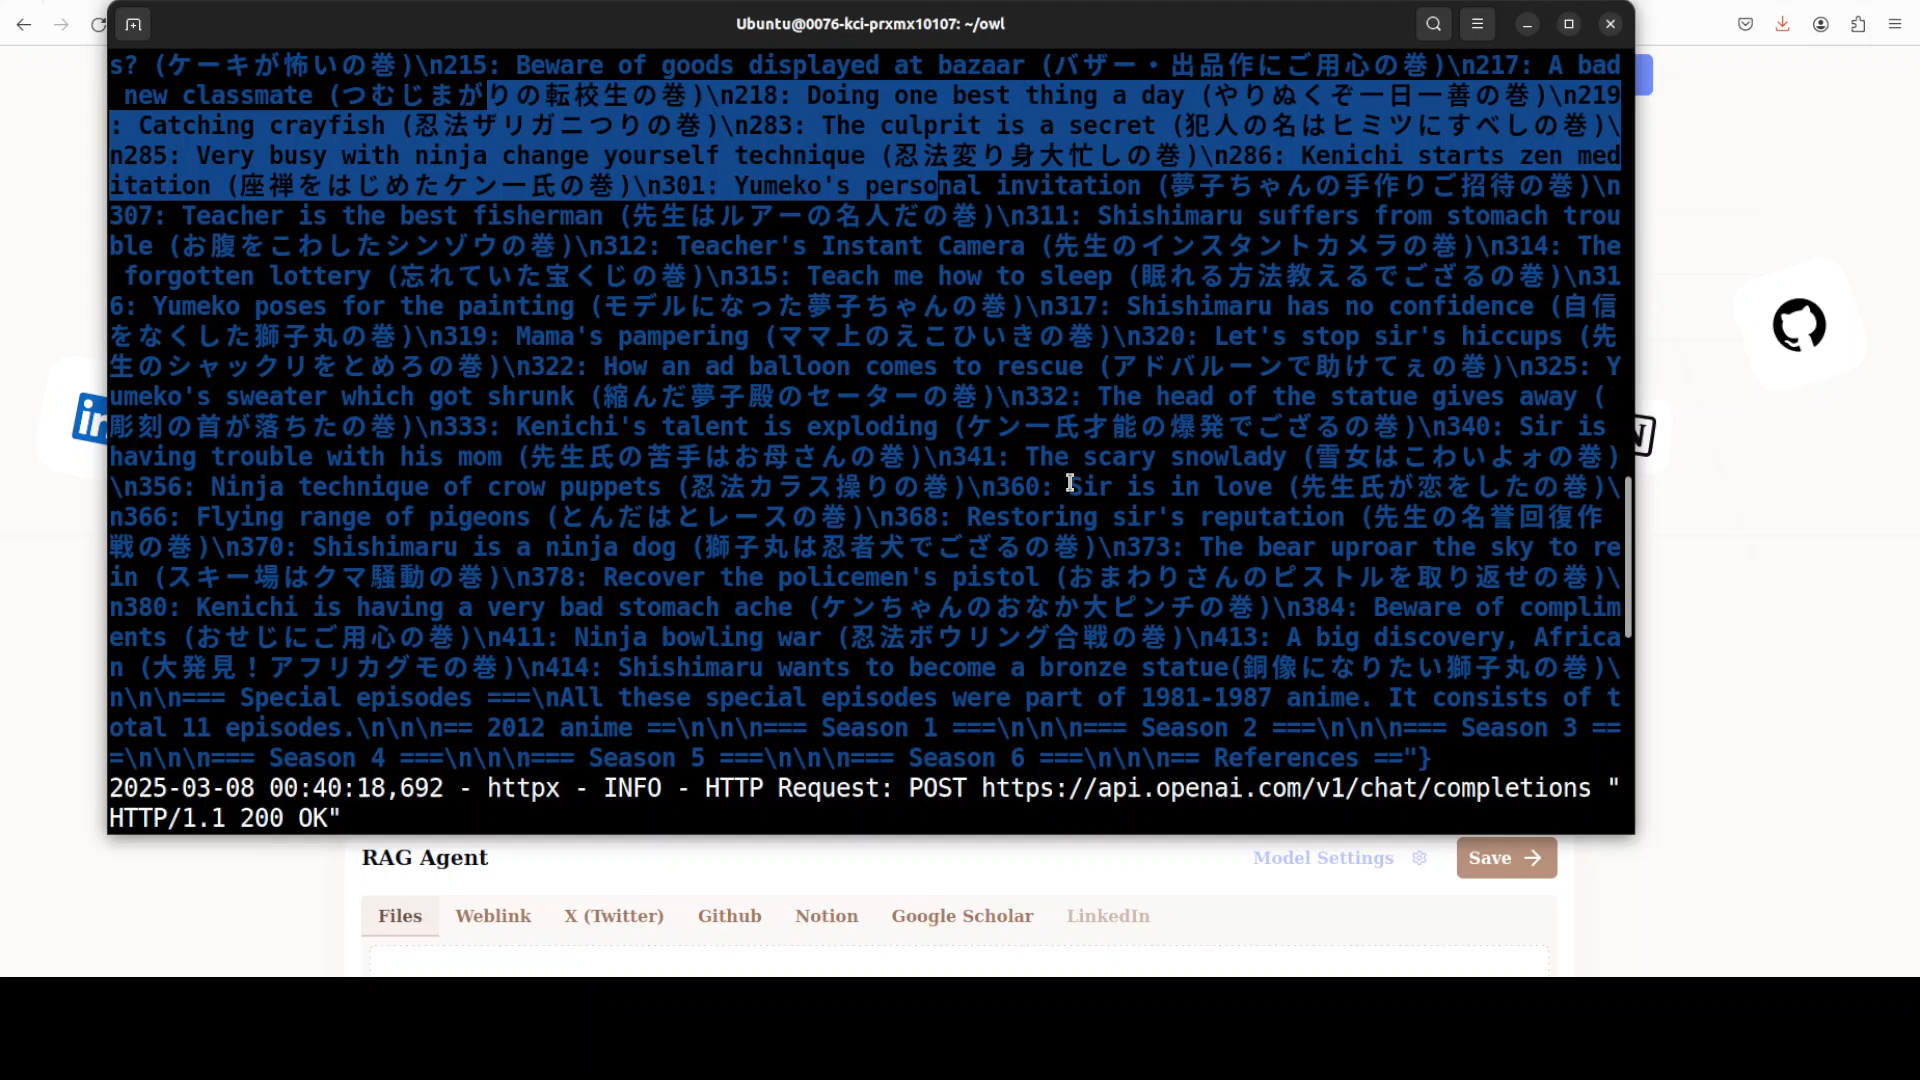 Ubuntu@0076-kci-prxmx10107: ~/owl
s? (ケーキが怖いの巻)\n215: Beware of goods displayed at bazaar (バザー・出品作にご用心の巻)\n217: A bad
 new classmate (つむじまがりの転校生の巻)\n218: Doing one best thing a day (やりぬくぞ一日一善の巻)\n219
: Catching crayfish (忍法ザリガニつりの巻)\n283: The culprit is a secret (犯人の名はヒミツにすべしの巻)\
n285: Very busy with ninja change yourself technique (忍法変り身大忙しの巻)\n286: Kenichi starts zen med
itation (座禅をはじめたケン一氏の巻)\n301: Yumeko's personal invitation (夢子ちゃんの手作りご招待の巻)\n
307: Teacher is the best fisherman (先生はルアーの名人だの巻)\n311: Shishimaru suffers from stomach trou
ble (お腹をこわしたシンゾウの巻)\n312: Teacher's Instant Camera (先生のインスタントカメラの巻)\n314: The
 forgotten lottery (忘れていた宝くじの巻)\n315: Teach me how to sleep (眠れる方法教えるでござるの巻)\n31
6: Yumeko poses for the painting (モデルになった夢子ちゃんの巻)\n317: Shishimaru has no confidence (自信
をなくした獅子丸の巻)\n319: Mama's pampering (ママ上のえこひいきの巻)\n320: Let's stop sir's hiccups (先
生のシャックリをとめろの巻)\n322: How an ad balloon comes to rescue (アドバルーンで助けてぇの巻)\n325: Y
umeko's sweater which got shrunk (縮んだ夢子殿のセーターの巻)\n332: The head of the statue gives away (
彫刻の首が落ちたの巻)\n333: Kenichi's talent is exploding (ケン一氏才能の爆発でござるの巻)\n340: Sir is
having trouble with his mom (先生氏の苦手はお母さんの巻)\n341: The scary snowlady (雪女はこわいよォの巻)
\n356: Ninja technique of crow puppets (忍法カラス操りの巻)\n360: Sir is in love (先生氏が恋をしたの巻)\
n366: Flying range of pigeons (とんだはとレースの巻)\n368: Restoring sir's reputation (先生の名誉回復作
戦の巻)\n370: Shishimaru is a ninja dog (獅子丸は忍者犬でござるの巻)\n373: The bear uproar the sky to re
in (スキー場はクマ騒動の巻)\n378: Recover the policemen's pistol (おまわりさんのピストルを取り返せの巻)\
n380: Kenichi is having a very bad stomach ache (ケンちゃんのおなか大ピンチの巻)\n384: Beware of complim
ents (おせじにご用心の巻)\n411: Ninja bowling war (忍法ボウリング合戦の巻)\n413: A big discovery, Africa
n (大発見！アフリカグモの巻)\n414: Shishimaru wants to become a bronze statue(銅像になりたい獅子丸の巻)\
n\n\n=== Special episodes ===\nAll these special episodes were part of 1981-1987 anime. It consists of t
otal 11 episodes.\n\n\n== 2012 anime ==\n\n\n=== Season 1 ===\n\n\n=== Season 2 ===\n\n\n=== Season 3 ==
=\n\n\n=== Season 4 ===\n\n\n=== Season 5 ===\n\n\n=== Season 6 ===\n\n\n== References =="}
2025-03-08 00:40:18,692 - httpx - INFO - HTTP Request: POST https://api.openai.com/v1/chat/completions "
HTTP/1.1 200 OK"
in
N
RAG Agent
Model Settings
Save
Files
Weblink
X (Twitter)
Github
Notion
Google Scholar
LinkedIn